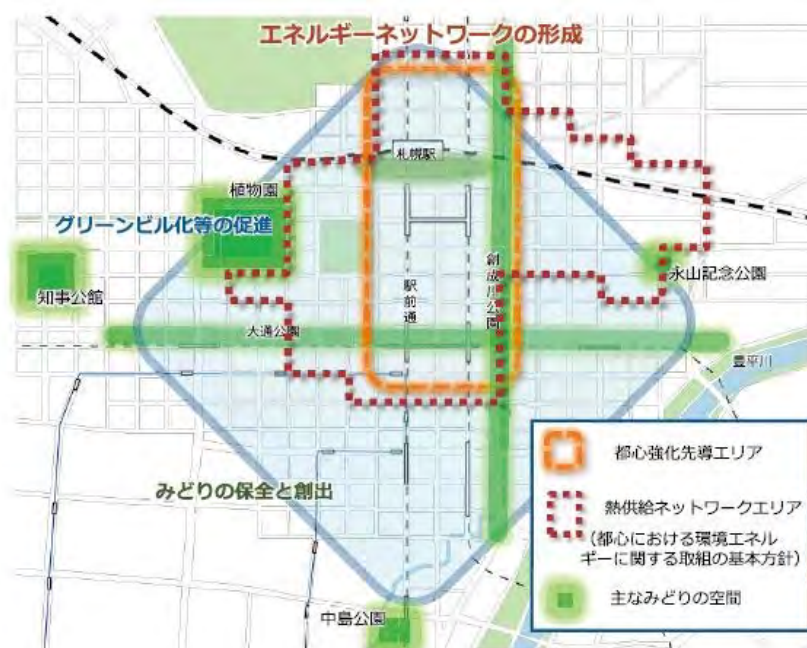 エネルギーネットワークの形成
札幌駅
植物園
グリーンビル化等の促進
知事公館
創成川公園
永山記念公園
駅前通
大通公園
豊平川
みどりの保全と創出
中島公園
都心強化先導エリア
熱供給ネットワークエリア
(都心における環境エネル
ギーに関する取組の基本方針)
主なみどりの空間